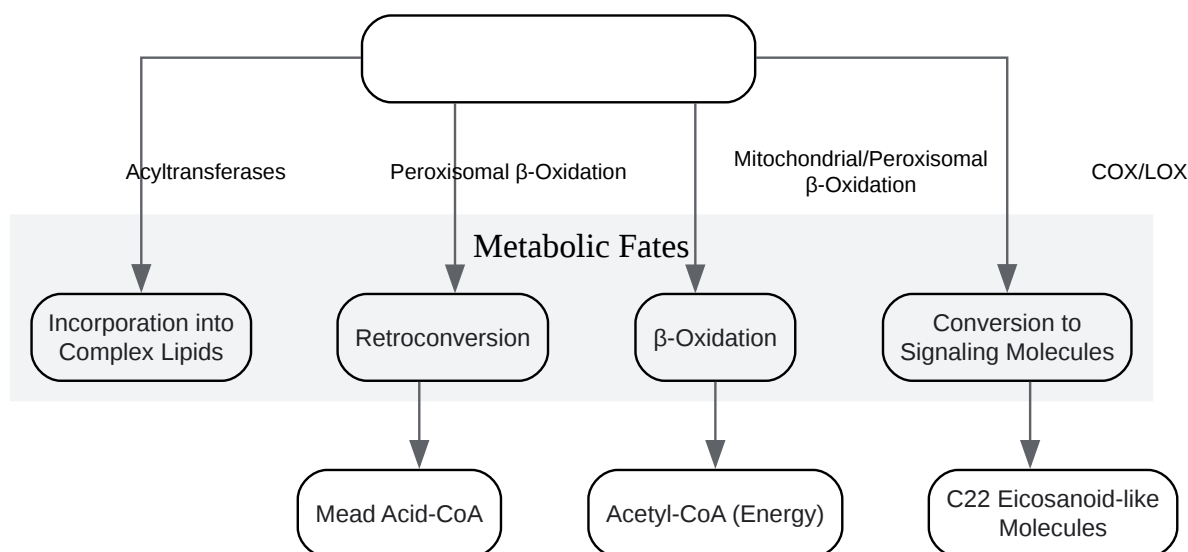 Acyltransferases
Peroxisomal β-Oxidation
Mitochondrial/Peroxisomal
β-Oxidation
COX/LOX
Metabolic Fates
Incorporation into
Complex Lipids
Retroconversion
β-Oxidation
Conversion to
Signaling Molecules
Mead Acid-CoA
Acetyl-CoA (Energy)
C22 Eicosanoid-like
Molecules